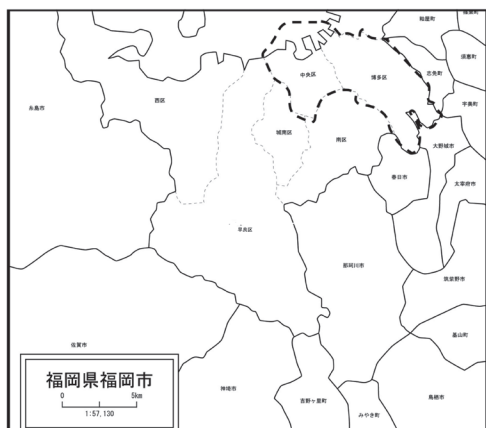 粕屋町
須恵町
志免町
宇美町
中央区
博多区
西区
糸島市
城南区
南区
大野城市
春日市
太宰府市
早良区
那珂川市
筑紫野市
基山町
佐賀市
神埼市
吉野ヶ里町
みやき町
鳥栖市
福岡県福岡市
0 5km
1:57,130